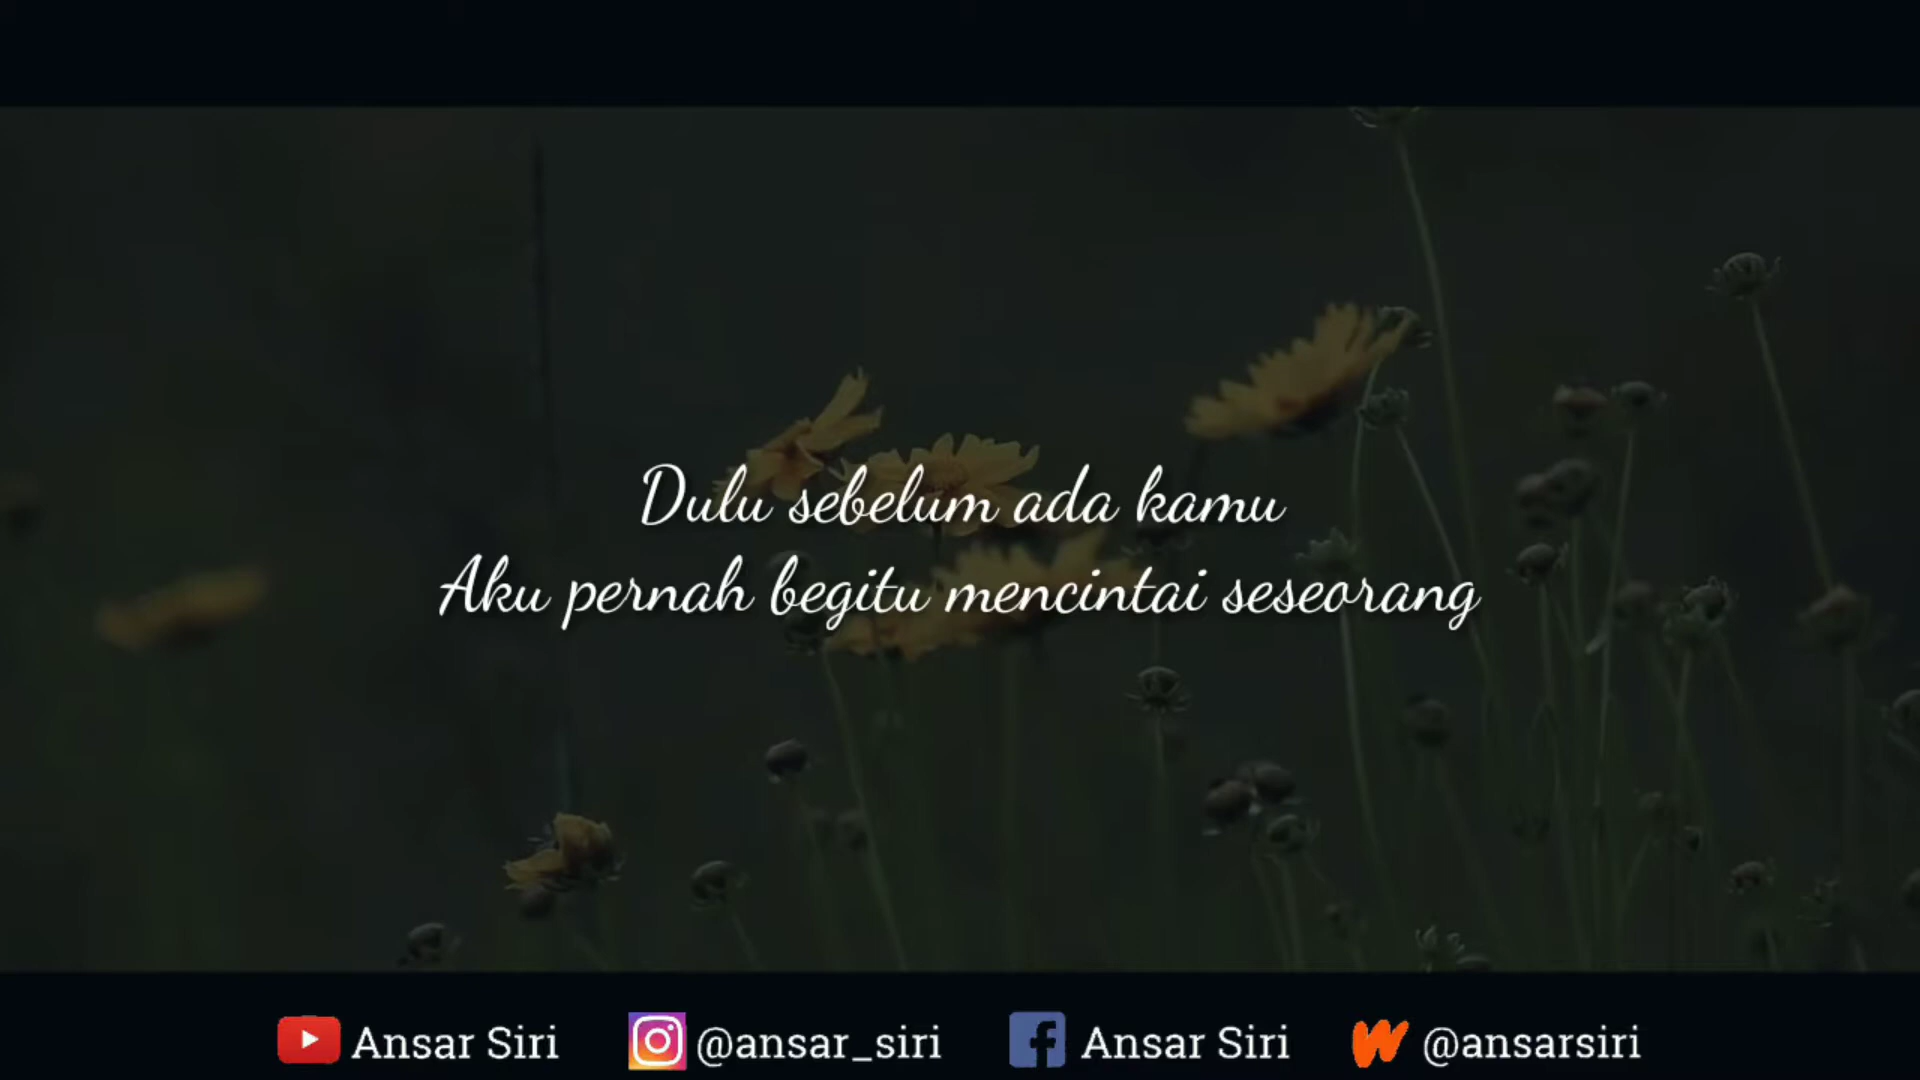 Dulu sebelum ada kamu
Aku pernah begitu mencintai seseorang
Ansar Siri @ansar_siri Ansar Siri @ansarsiri